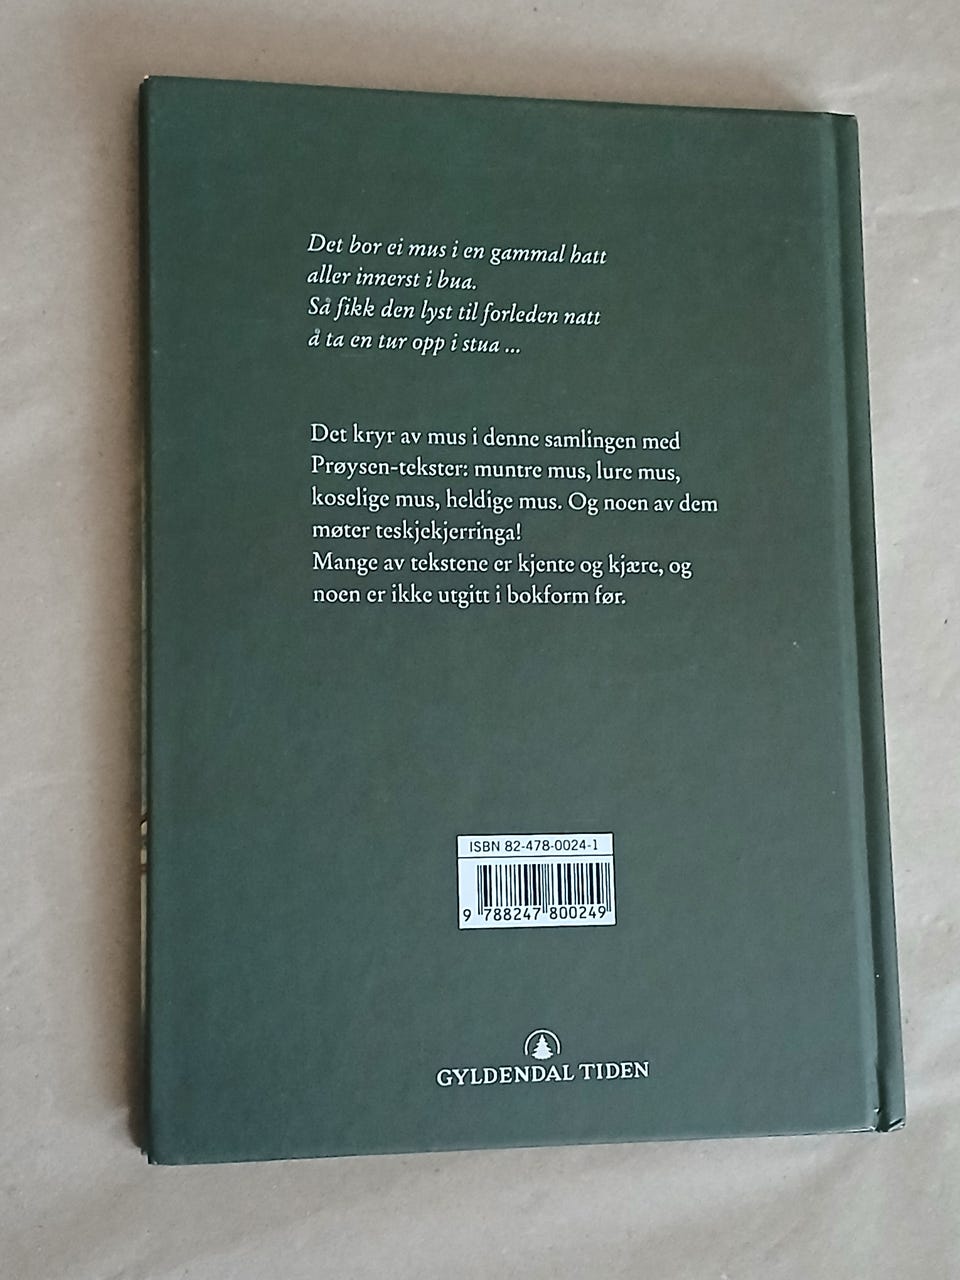 Det bor ei mus i en gammal hatt
aller innerst i bua.
Så fikk den lyst til forleden natt
å ta en tur opp i stua ...
Det kryr av mus i denne samlingen med
Prøysen-tekster: muntre mus, lure mus,
koselige mus, heldige mus. Og noen av dem
møter teskjekjerringa!
Mange av tekstene er kjente og kjære, og
noen er ikke utgitt i bokform før.
ISBN 82-478-0024-1
9 788247 800249
GYLDENDAL TIDEN